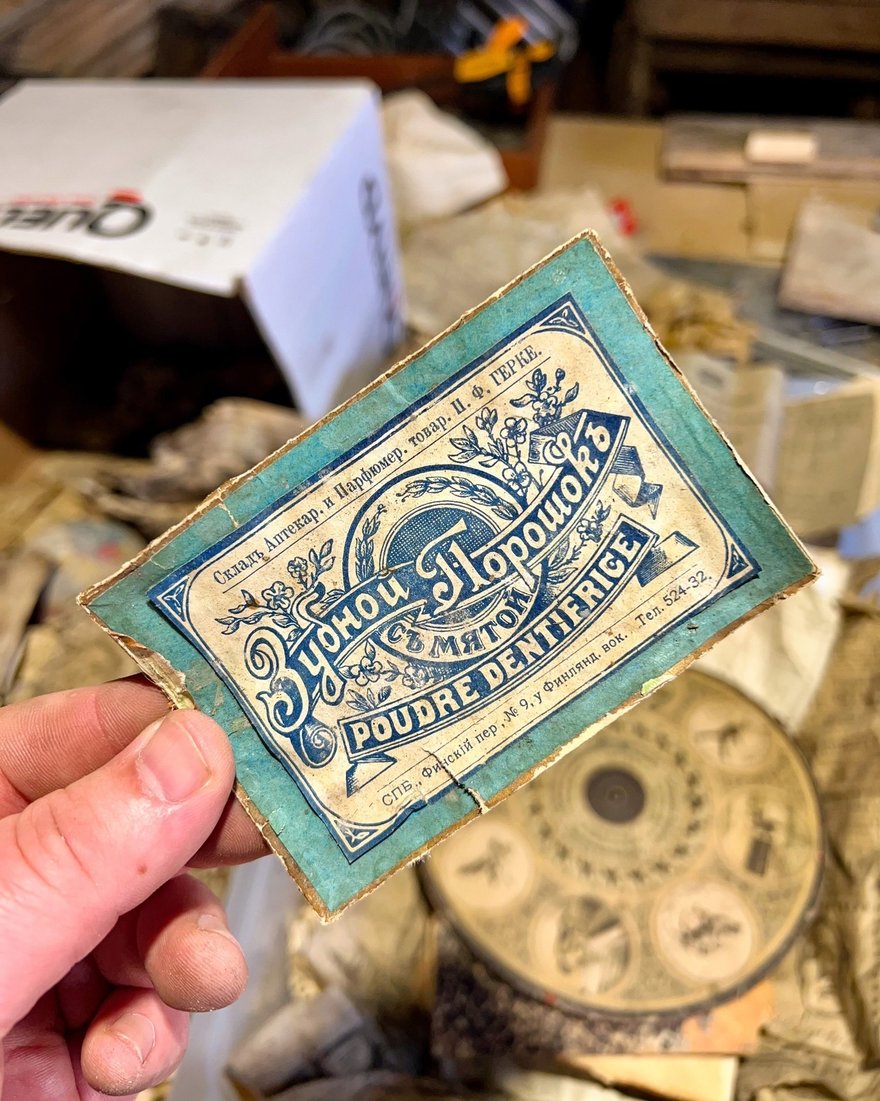 Складъ Аптекар. и Парфюмер. товар. П. Ф. ГЕРКЕ.
Зубной Порошокъ
СЪ МЯТОЙ
POUDRE DENTIFRICE
СПБ., Финскій пер., № 9, у Финлянд. вок. Тел. 524-32.